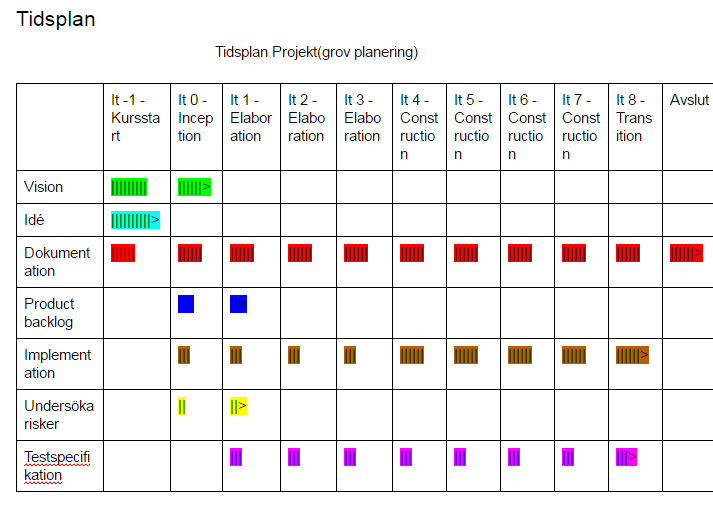 Tidsplan
Tidsplan Projekt(grov planering)
It -1 - Kursstart
It 0 - Inception
It 1 - Elaboration
It 2 - Elaboration
It 3 - Elaboration
It 4 - Construction
It 5 - Construction
It 6 - Construction
It 7 - Construction
It 8 - Transition
Avslut
Vision
Idé
Dokumentation
Product backlog
Implementation
Undersöka risker
Testspecifikation